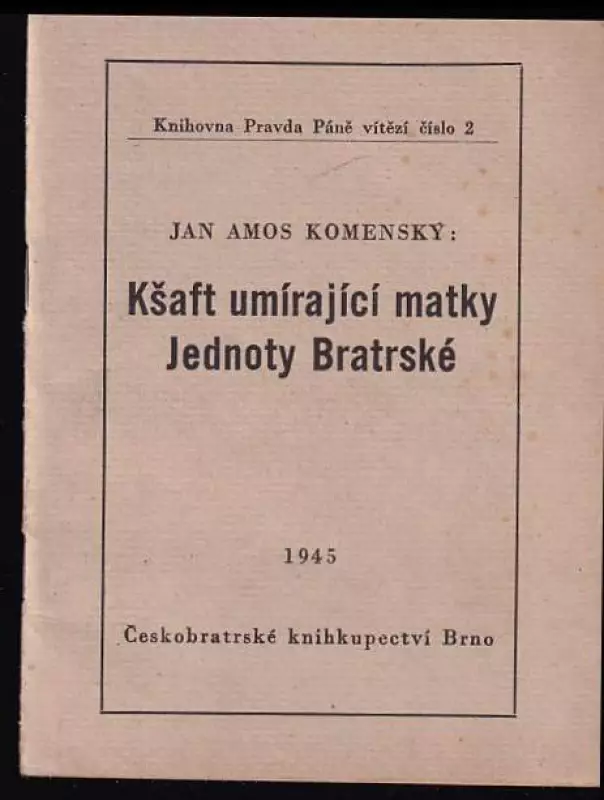 Knihovna Pravda Páně vítězí číslo 2
JAN AMOS KOMENSKÝ:
Kšaft umírající matky
Jednoty Bratrské
1945
Českobratrské knihkupectví Brno